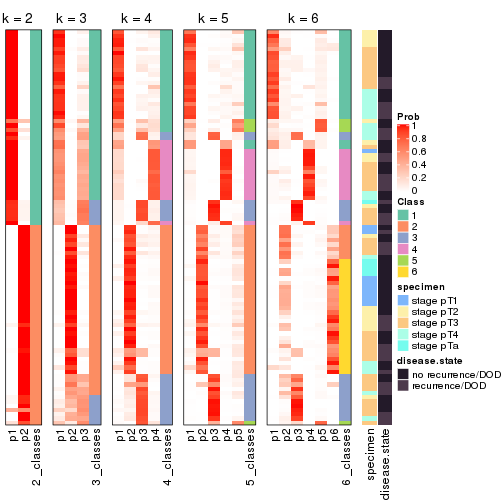 k = 2
k = 3
k = 4
k = 5
k = 6
p1
p2
2_classes
p1
p2
p3
3_classes
p1
p2
p3
p4
4_classes
p1
p2
p3
p4
p5
5_classes
p1
p2
p3
p4
p5
p6
6_classes
specimen
disease.state
Prob
1
0.8
0.6
0.4
0.2
0
Class
1
2
3
4
5
6
specimen
stage pT1
stage pT2
stage pT3
stage pT4
stage pTa
disease.state
no recurrence/DOD
recurrence/DOD